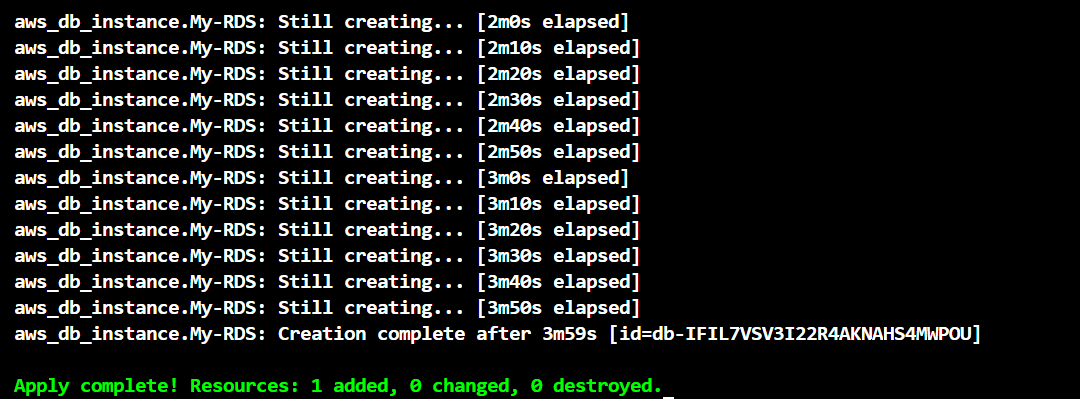 aws_db_instance.My-RDS: Still creating... [2m0s elapsed]
aws_db_instance.My-RDS: Still creating... [2m10s elapsed]
aws_db_instance.My-RDS: Still creating... [2m20s elapsed]
aws_db_instance.My-RDS: Still creating... [2m30s elapsed]
aws_db_instance.My-RDS: Still creating... [2m40s elapsed]
aws_db_instance.My-RDS: Still creating... [2m50s elapsed]
aws_db_instance.My-RDS: Still creating... [3m0s elapsed]
aws_db_instance.My-RDS: Still creating... [3m10s elapsed]
aws_db_instance.My-RDS: Still creating... [3m20s elapsed]
aws_db_instance.My-RDS: Still creating... [3m30s elapsed]
aws_db_instance.My-RDS: Still creating... [3m40s elapsed]
aws_db_instance.My-RDS: Still creating... [3m50s elapsed]
aws_db_instance.My-RDS: Creation complete after 3m59s [id=db-IFIL7VSV3I22R4AKNAHS4MWPOU]
Apply complete! Resources: 1 added, 0 changed, 0 destroyed.